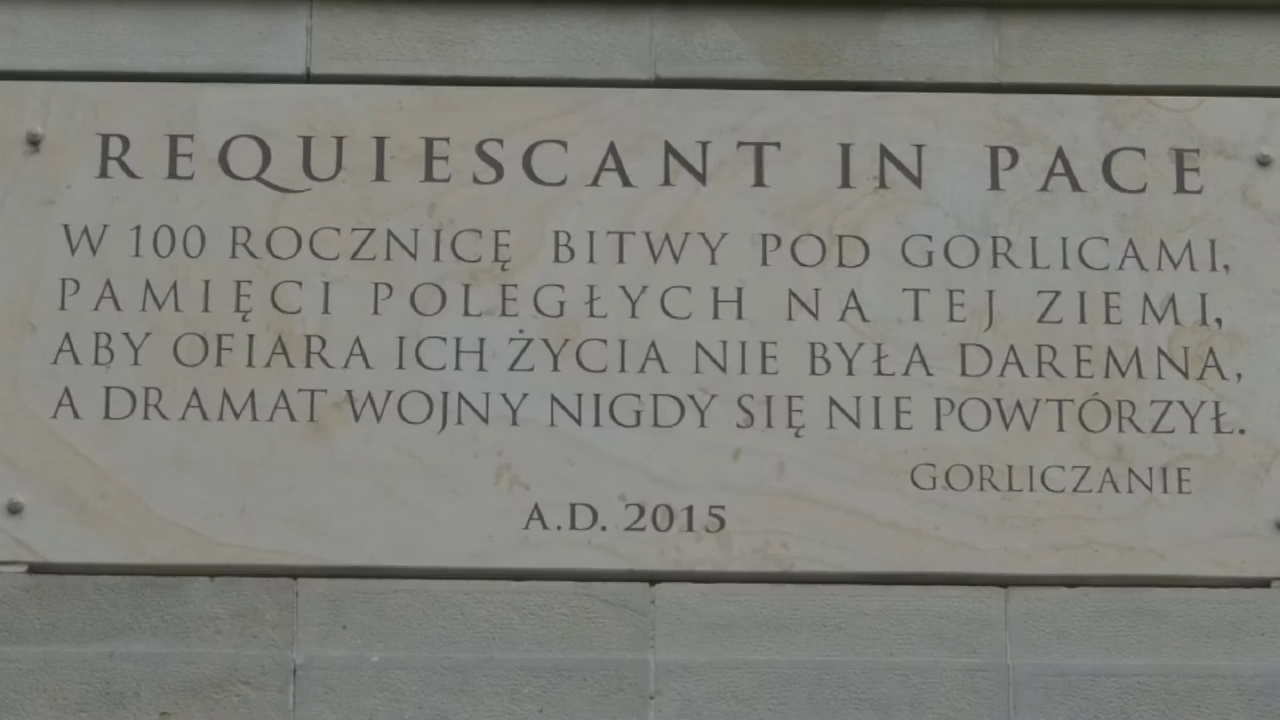 REQUIESCANT IN PACE
W 100 ROCZNICĘ BITWY POD GORLICAMI,
PAMIĘCI POLEGŁYCH NA TEJ ZIEMI,
ABY OFIARA ICH ŻYCIA NIE BYŁA DAREMNA,
A DRAMAT WOJNY NIGDY SIĘ NIE POWTÓRZYŁ.
GORLICZANIE
A.D. 2015